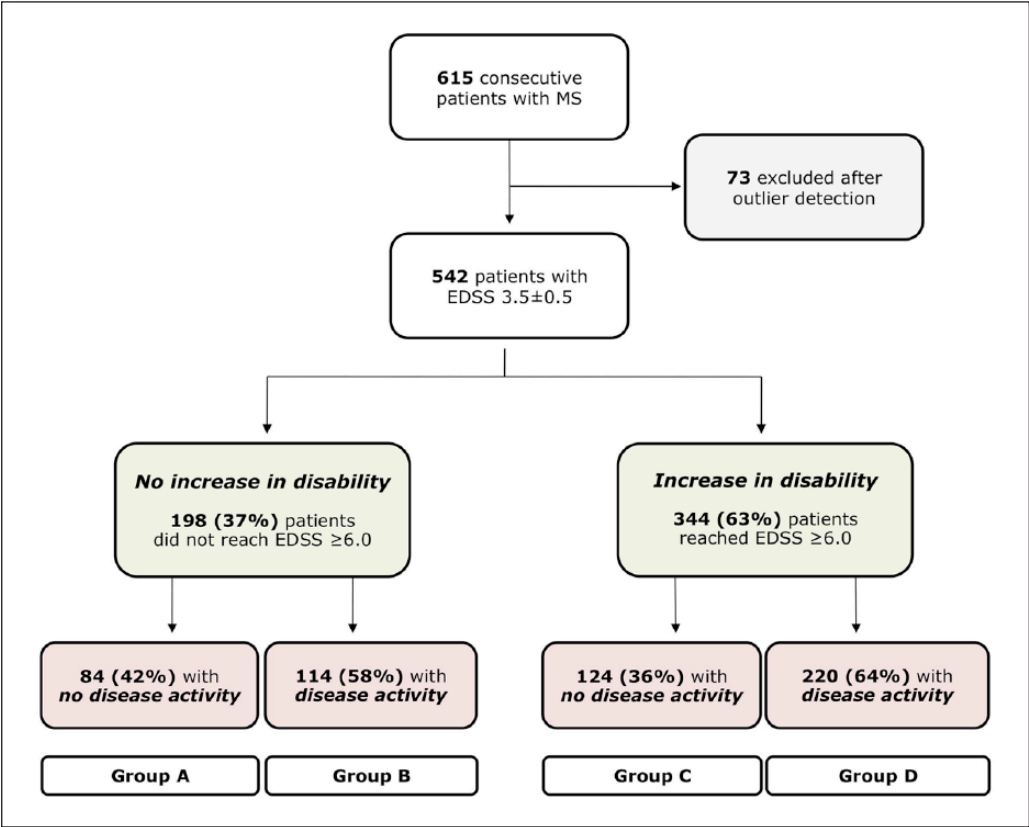 615 consecutive
patients with MS
73 excluded after
outlier detection
542 patients with
EDSS 3.5±0.5
No increase in disability
198 (37%) patients
did not reach EDSS ≥6.0
Increase in disability
344 (63%) patients
reached EDSS ≥6.0
84 (42%) with
no disease activity
114 (58%) with
disease activity
124 (36%) with
no disease activity
220 (64%) with
disease activity
Group A
Group B
Group C
Group D